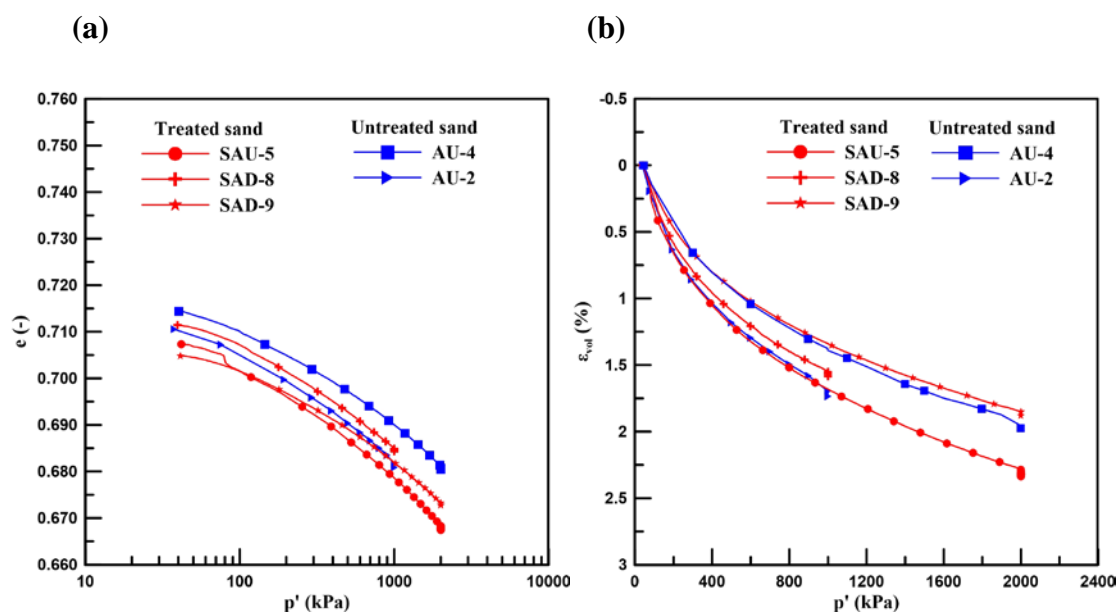 (a)
(b)
Treated sand
Untreated sand
SAU-5
AU-4
SAD-8
AU-2
SAD-9
0.760
0.750
0.740
0.730
0.720
0.710
0.700
0.690
0.680
0.670
0.660
e (-)
10
100
1000
10000
p' (kPa)
Treated sand
Untreated sand
SAU-5
AU-4
SAD-8
AU-2
SAD-9
-0.5
0
0.5
1
1.5
2
2.5
3
εvol (%)
0
400
800
1200
1600
2000
2400
p' (kPa)